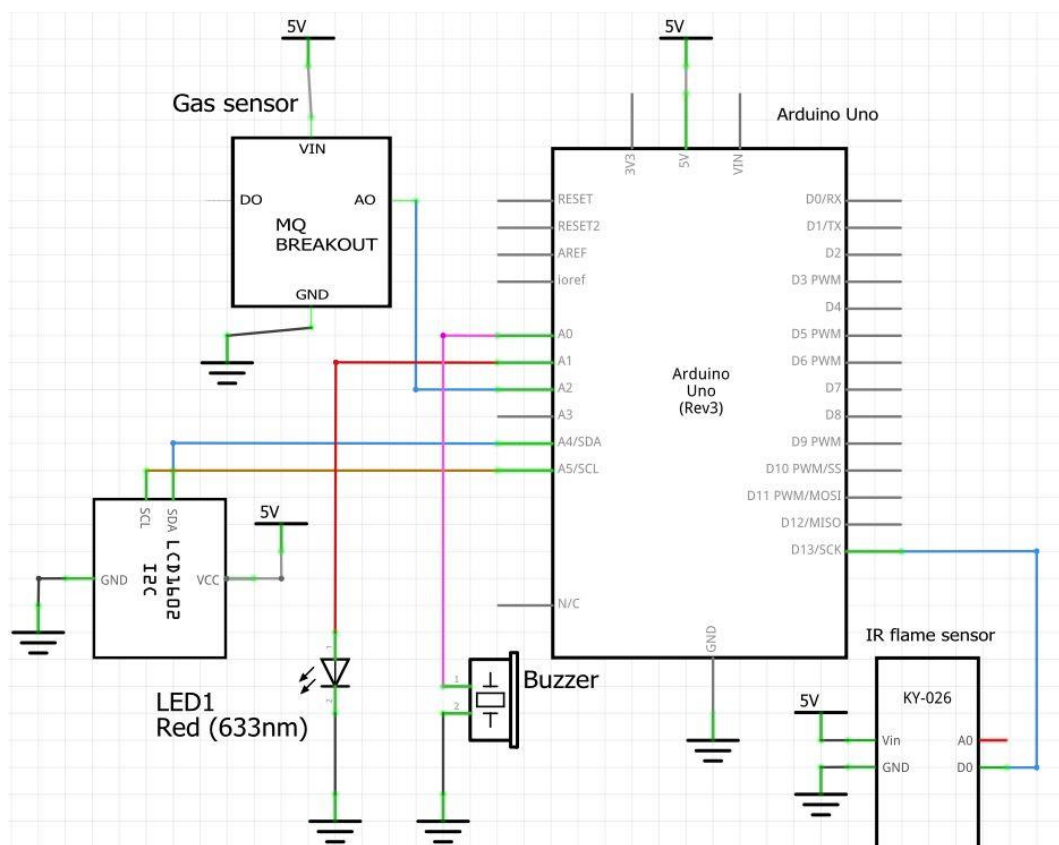 5V
5V
Gas sensor
Arduino Uno
VIN
DO
AO
MQ
BREAKOUT
GND
3V3
5V
VIN
RESET
RESET2
AREF
ioref
A0
A1
A2
A3
A4/SDA
A5/SCL
N/C
Arduino
Uno
(Rev3)
D0/RX
D1/TX
D2
D3 PWM
D4
D5 PWM
D6 PWM
D7
D8
D9 PWM
D10 PWM/SS
D11 PWM/MOSI
D12/MISO
D13/SCK
GND
SCL
SDA
LCD1602
I2C
GND
VCC
5V
1
2
LED1
Red (633nm)
1
2
Buzzer
IR flame sensor
5V
KY-026
Vin
GND
A0
D0